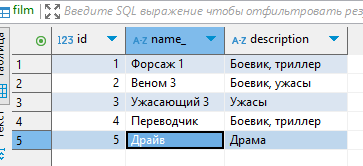 film Введите SQL выражение чтобы отфильтровать рез
Таблица
Текст
123 id A-Z name_ A-Z description
1 1 Форсаж 1 Боевик, триллер
2 2 Веном 3 Боевик, ужасы
3 3 Ужасающий 3 Ужасы
4 4 Переводчик Боевик, триллер
5 5 Драйв Драма